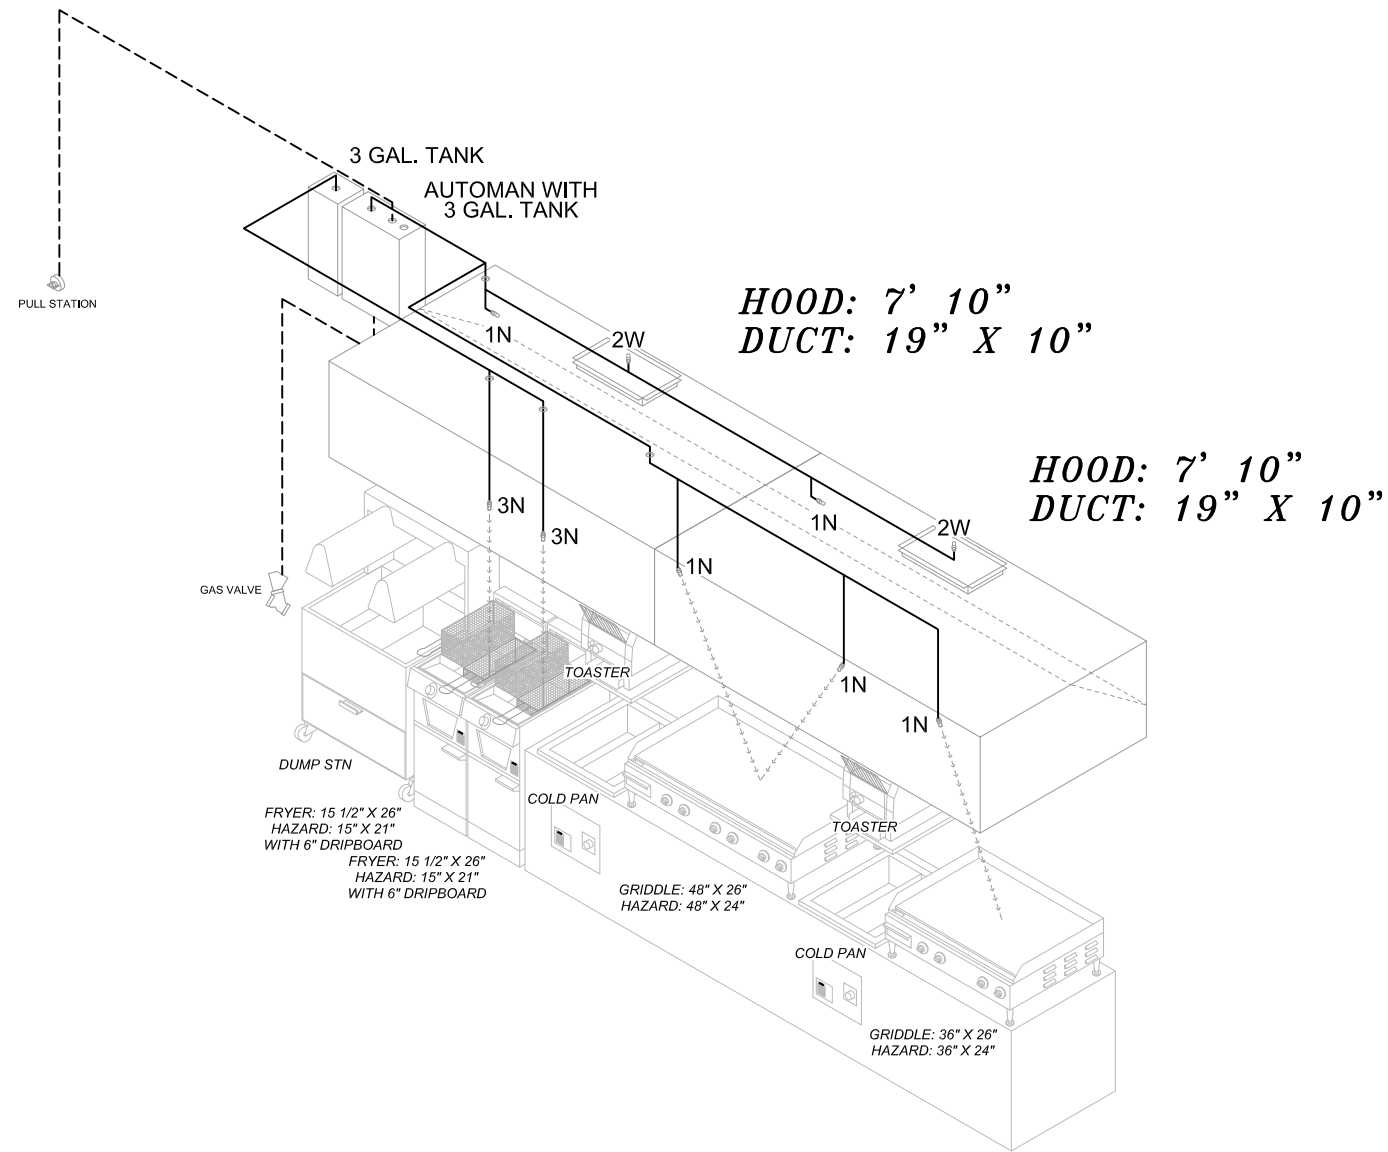 3 GAL. TANK
AUTOMAN WITH
3 GAL. TANK
PULL STATION
HOOD: 7' 10"
DUCT: 19" X 10"
1N
2W
HOOD: 7' 10"
DUCT: 19" X 10"
3N
1N
2W
3N
1N
GAS VALVE
TOASTER
1N
1N
DUMP STN
COLD PAN
FRYER: 15 1/2" X 26"
HAZARD: 15" X 21"
WITH 6" DRIPBOARD
TOASTER
FRYER: 15 1/2" X 26"
HAZARD: 15" X 21"
WITH 6" DRIPBOARD
GRIDDLE: 48" X 26"
HAZARD: 48" X 24"
COLD PAN
GRIDDLE: 36" X 26"
HAZARD: 36" X 24"